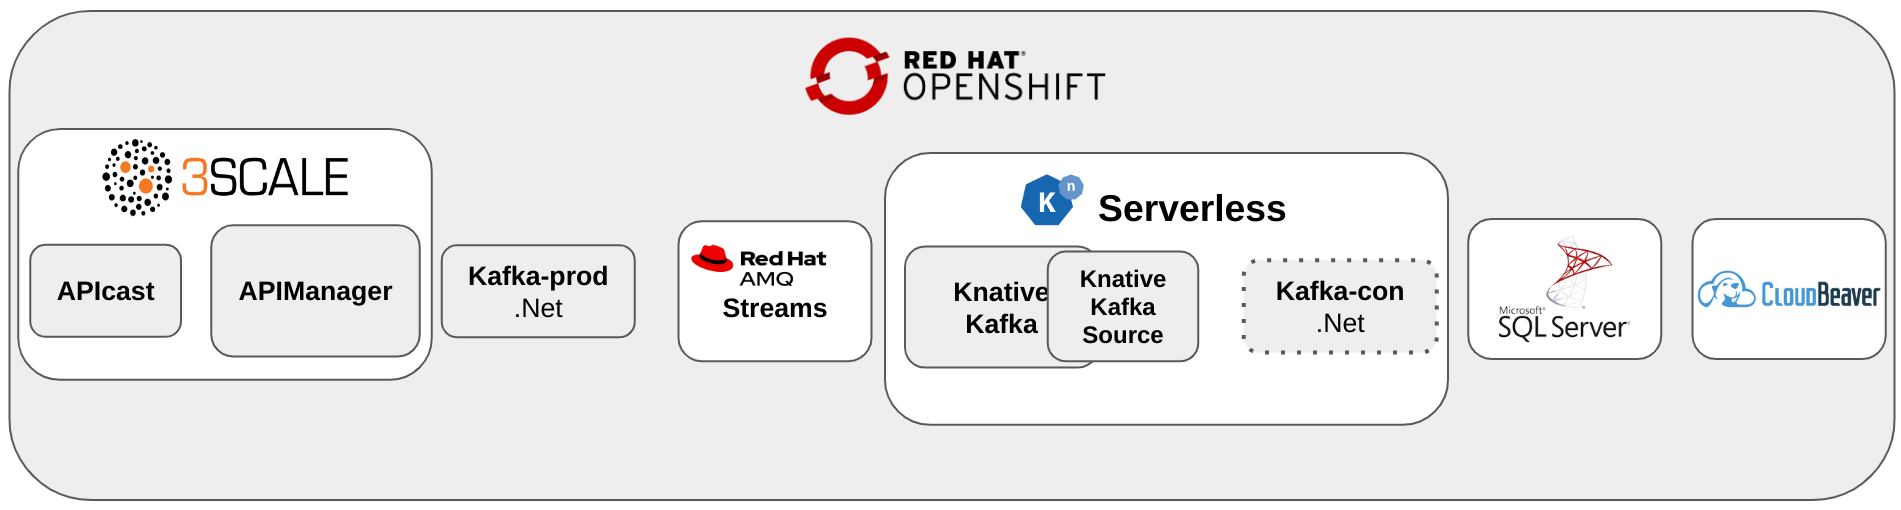 RED HAT®
OPENSHIFT
3SCALE
APIcast
APIManager
Kafka-prod
.Net
Red Hat
AMQ
Streams
K
n
Serverless
Knative
Kafka
Knative
Kafka
Source
Kafka-con
.Net
Microsoft®
SQL Server®
CloudBeaver